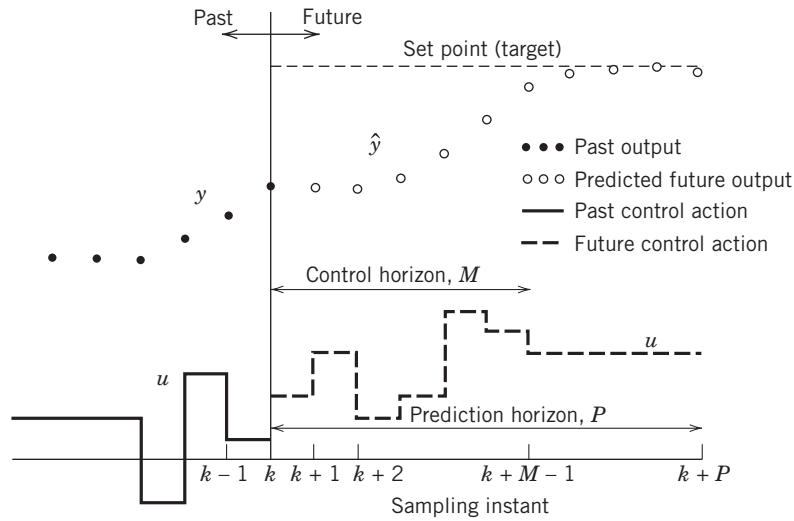 Past Future
Set point (target)
ŷ
Past output
y
Predicted future output
Past control action
Future control action
Control horizon, M
u
u
Prediction horizon, P
k – 1 k k + 1 k + 2 k + M – 1 k + P
Sampling instant